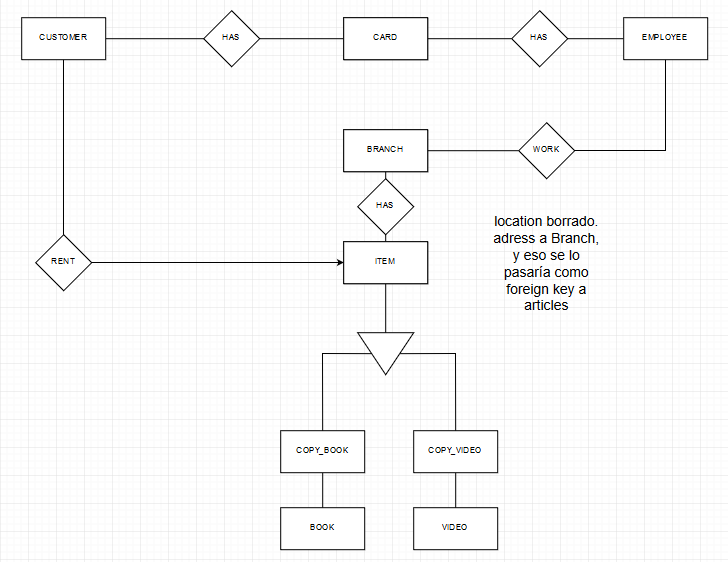 CUSTOMER
HAS
CARD
HAS
EMPLOYEE
BRANCH
WORK
HAS
location borrado.
adress a Branch,
y eso se lo
pasaría como
foreign key a
articles
RENT
ITEM
COPY_BOOK
COPY_VIDEO
BOOK
VIDEO